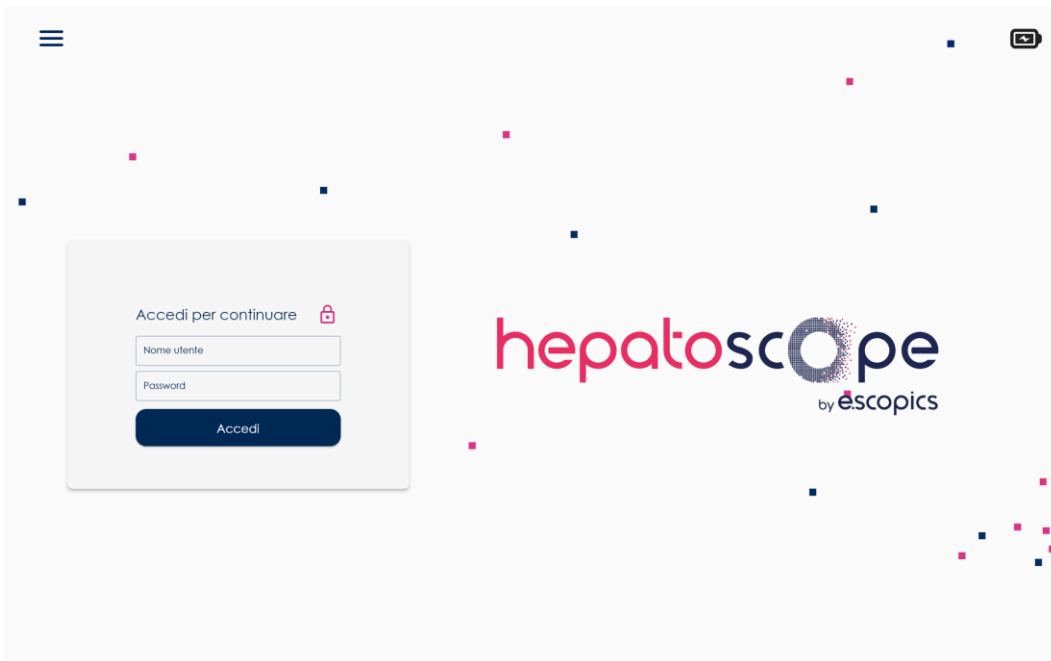 Accedi per continuare
Nome utente
Password
Accedi
hepatoscope
by escopics